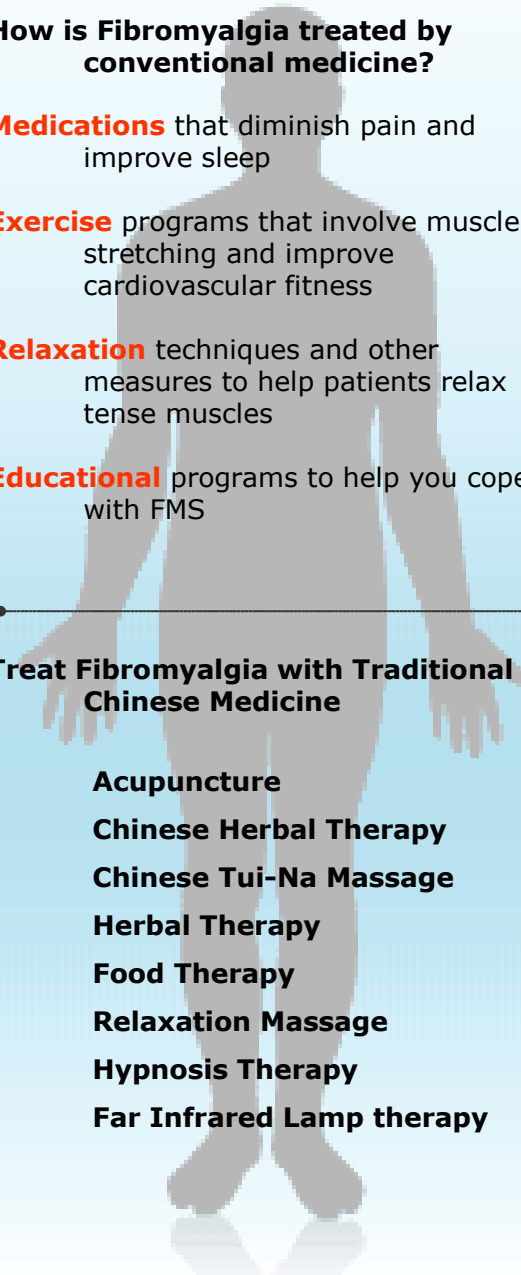 How is Fibromyalgia treated by
conventional medicine?
Medications that diminish pain and
improve sleep
Exercise programs that involve muscle
stretching and improve
cardiovascular fitness
Relaxation techniques and other
measures to help patients relax
tense muscles
Educational programs to help you cope
with FMS
Treat Fibromyalgia with Traditional
Chinese Medicine
Acupuncture
Chinese Herbal Therapy
Chinese Tui-Na Massage
Herbal Therapy
Food Therapy
Relaxation Massage
Hypnosis Therapy
Far Infrared Lamp therapy